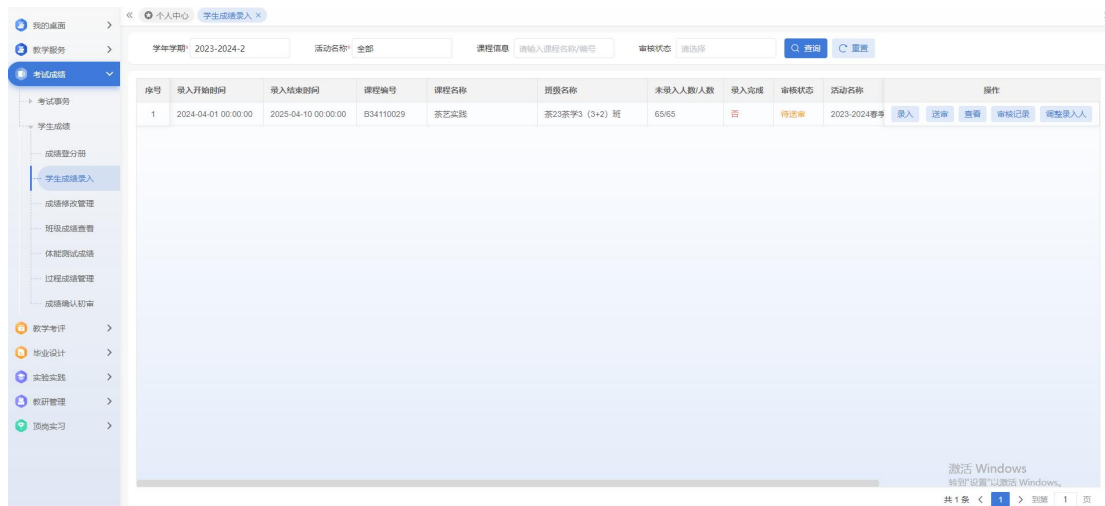 我的桌面
教学服务
考试成绩
考试事务
学生成绩
成绩登分册
学生成绩录入
成绩修改管理
班级成绩查看
体能测试成绩
过程成绩管理
成绩确认初审
教学考评
毕业设计
实验实践
教研管理
顶岗实习
个人中心 学生成绩录入 ×
学年学期* 2023-2024-2 活动名称* 全部 课程信息 请输入课程名称/编号 审核状态 请选择 查询 重置
序号 录入开始时间 录入结束时间 课程编号 课程名称 班级名称 未录入人数/人数 录入完成 审核状态 活动名称 操作
1 2024-04-01 00:00:00 2025-04-10 00:00:00 B34110029 茶艺实践 茶23茶学3（3+2）班 65/65 否 待送审 2023-2024春季 录入 送审 查看 审核记录 调整录入人
激活 Windows
转到"设置"以激活 Windows。
共 1 条 1 到第 1 页